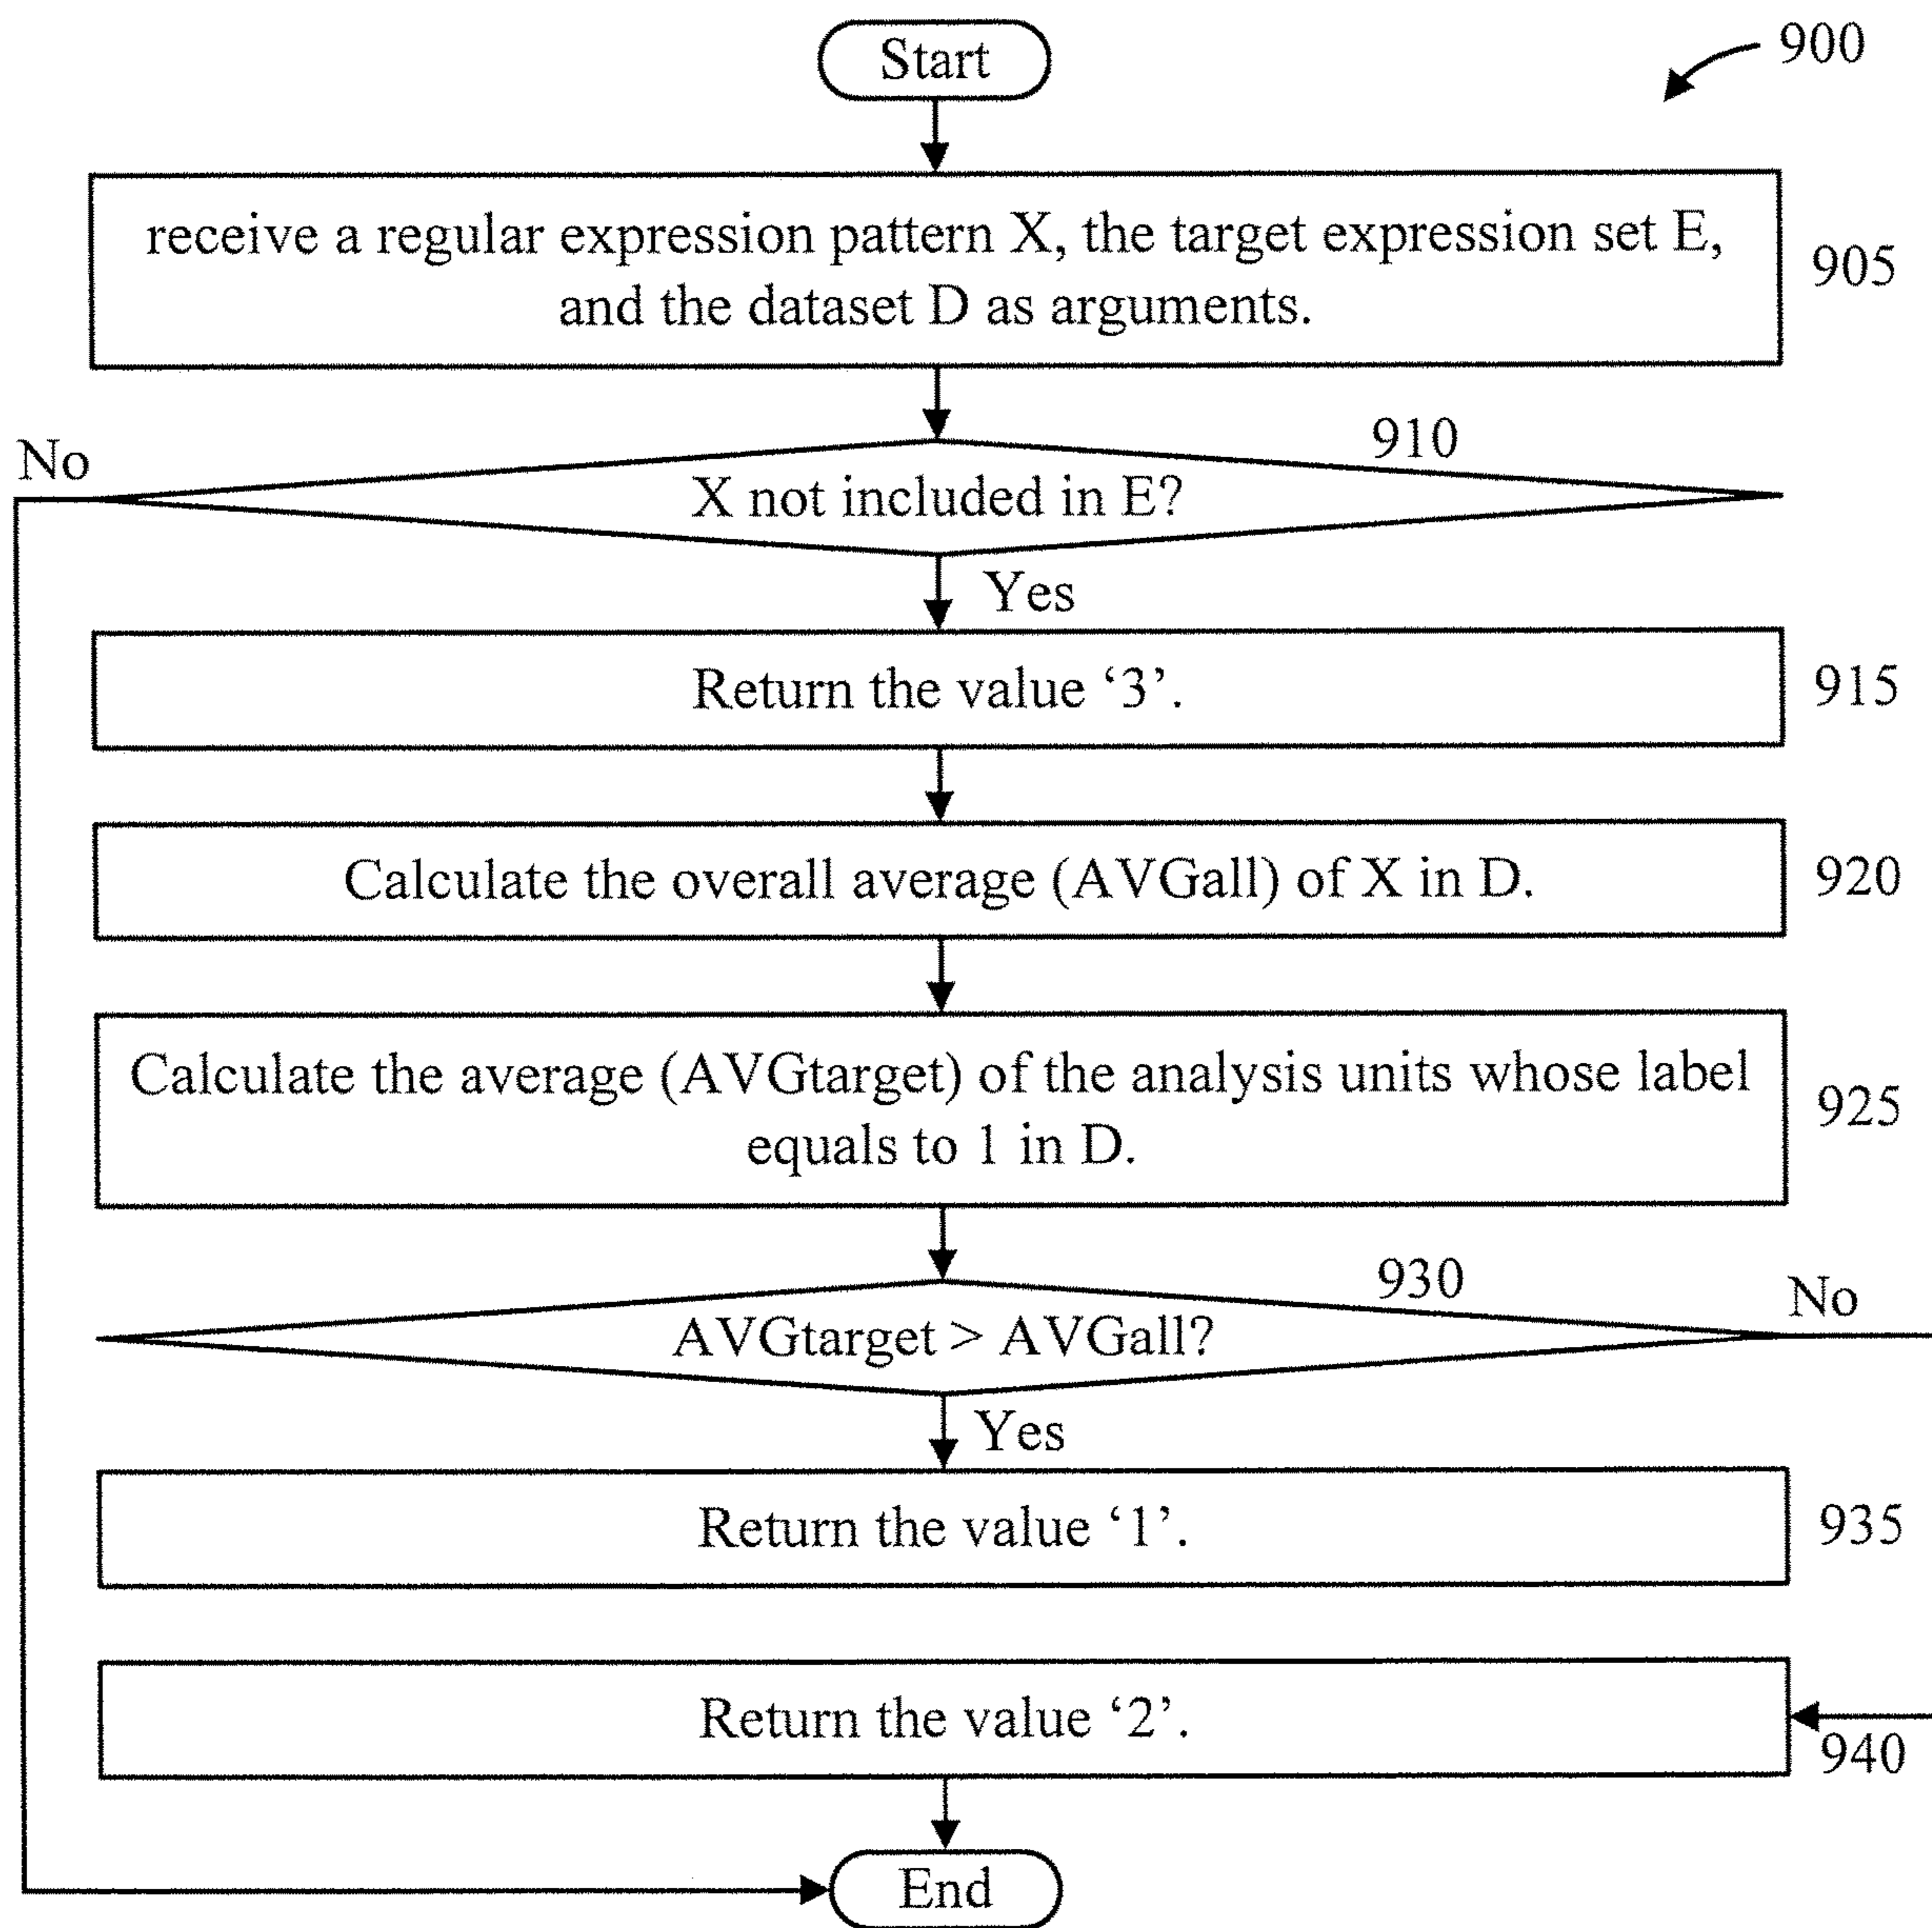 Start
900
receive a regular expression pattern X, the target expression set E,
and the dataset D as arguments.
905
No
910
X not included in E?
Yes
Return the value ‘3’.
915
Calculate the overall average (AVGall) of X in D.
920
Calculate the average (AVGtarget) of the analysis units whose label
equals to 1 in D.
925
930
No
AVGtarget > AVGall?
Yes
Return the value ‘1’.
935
Return the value ‘2’.
940
End